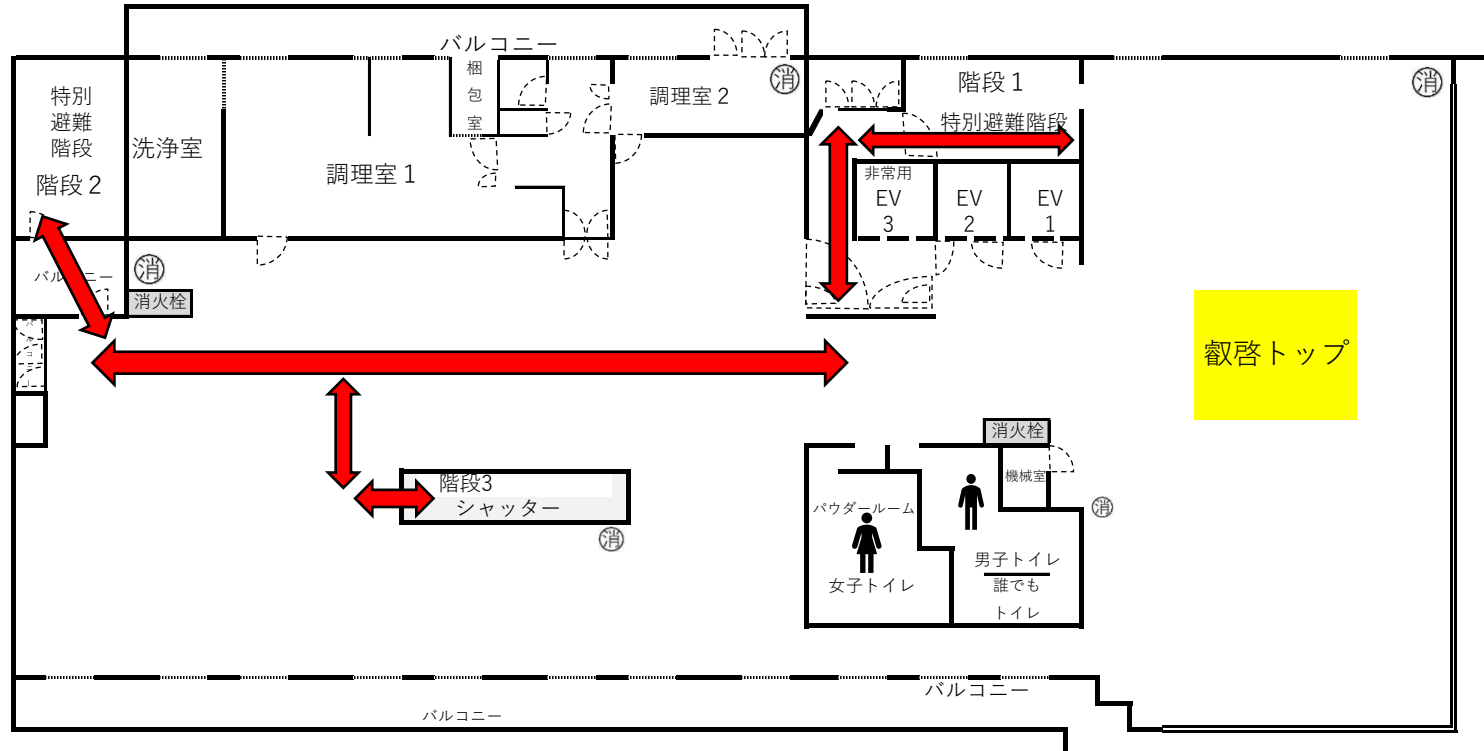 バルコニー
特別
避難
階段
階段２
洗浄室
調理室１
梱
包
室
調理室２
消
階段１
特別避難階段
消
非常用
EV
3
EV
2
EV
1
バルコニー
消
消火栓
叡啓トップ
消火栓
機械室
階段3
シャッター
消
パウダールーム
女子トイレ
男子トイレ
誰でも
トイレ
消
バルコニー
バルコニー